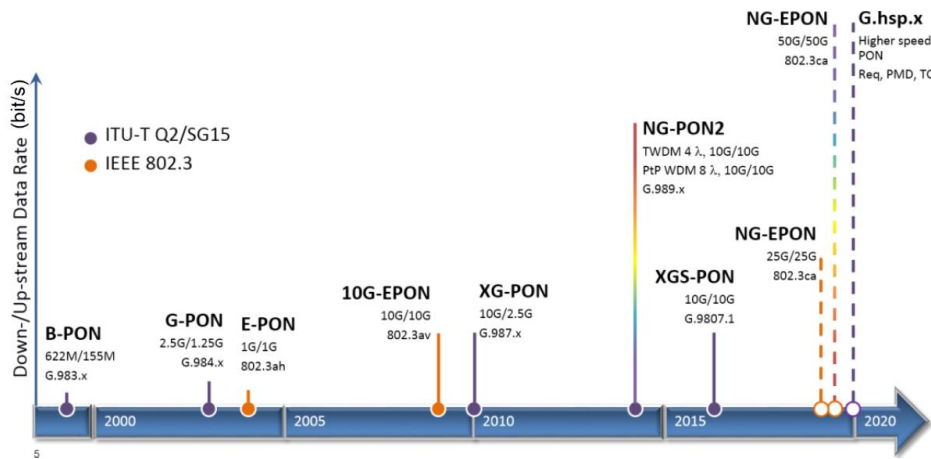 NG-EPON
50G/50G
802.3ca
G.hsp.x
Higher speed
PON
Req, PMD, TC
Down-/Up-stream Data Rate (bit/s)
ITU-T Q2/SG15
IEEE 802.3
NG-PON2
TWDM 4 λ, 10G/10G
PtP WDM 8 λ, 10G/10G
G.989.x
NG-EPON
25G/25G
802.3ca
B-PON
622M/155M
G.983.x
G-PON
2.5G/1.25G
G.984.x
E-PON
1G/1G
802.3ah
10G-EPON
10G/10G
802.3av
XG-PON
10G/2.5G
G.987.x
XGS-PON
10G/10G
G.9807.1
2000
2005
2010
2015
2020
5